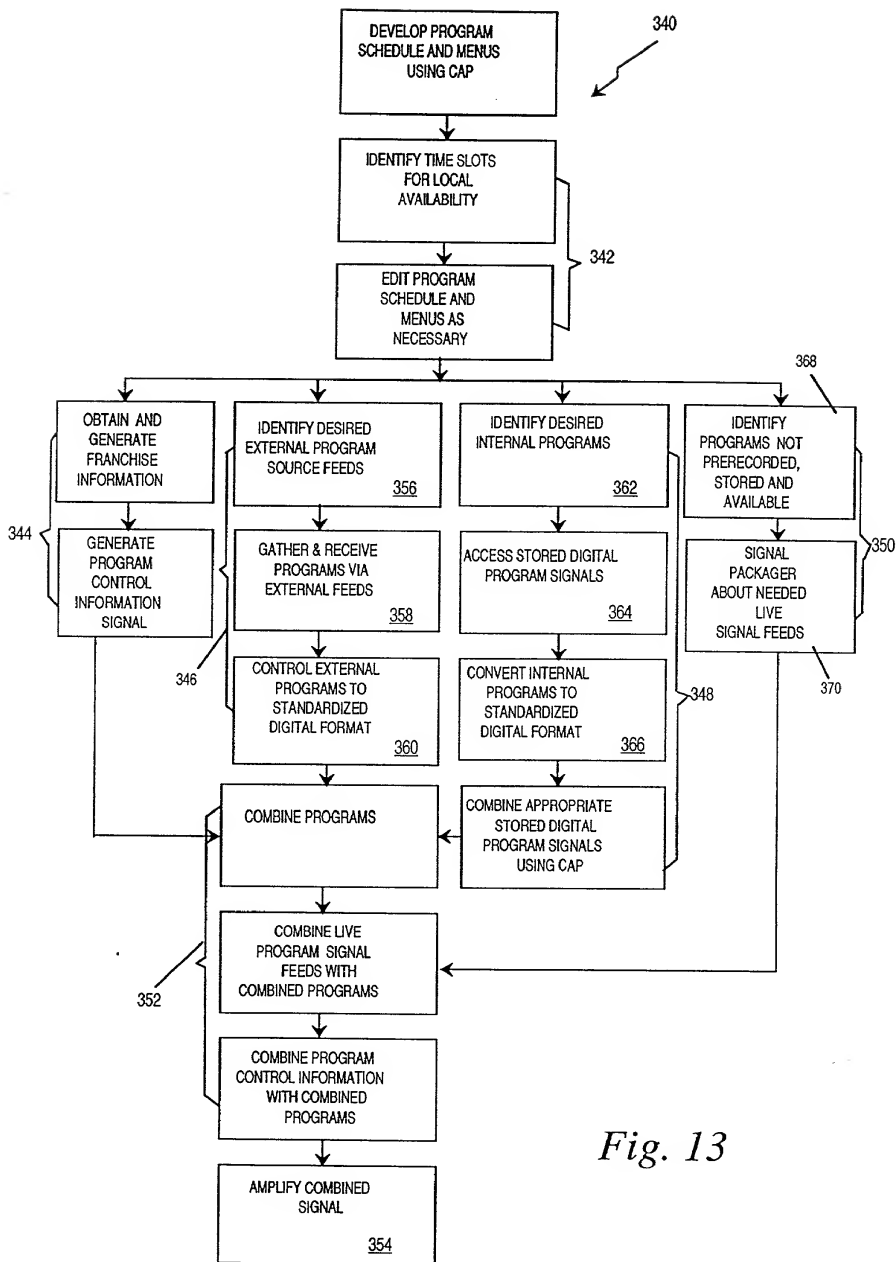 DEVELOP PROGRAM
SCHEDULE AND MENUS
USING CAP
340
IDENTIFY TIME SLOTS
FOR LOCAL
AVAILABILITY
342
EDIT PROGRAM
SCHEDULE AND
MENUS AS
NECESSARY
368
OBTAIN AND
GENERATE
FRANCHISE
INFORMATION
IDENTIFY DESIRED
EXTERNAL PROGRAM
SOURCE FEEDS
356
IDENTIFY DESIRED
INTERNAL PROGRAMS
362
IDENTIFY
PROGRAMS NOT
PRERECORDED,
STORED AND
AVAILABLE
344
350
GENERATE
PROGRAM
CONTROL
INFORMATION
SIGNAL
GATHER & RECEIVE
PROGRAMS VIA
EXTERNAL FEEDS
358
ACCESS STORED DIGITAL
PROGRAM SIGNALS
364
SIGNAL
PACKAGER
ABOUT NEEDED
LIVE
SIGNAL FEEDS
346
370
348
CONTROL EXTERNAL
PROGRAMS TO
STANDARDIZED
DIGITAL FORMAT
360
CONVERT INTERNAL
PROGRAMS TO
STANDARDIZED
DIGITAL FORMAT
366
COMBINE PROGRAMS
COMBINE APPROPRIATE
STORED DIGITAL
PROGRAM SIGNALS
USING CAP
352
COMBINE LIVE
PROGRAM SIGNAL
FEEDS WITH
COMBINED PROGRAMS
COMBINE PROGRAM
CONTROL INFORMATION
WITH COMBINED
PROGRAMS
AMPLIFY COMBINED
SIGNAL
354
Fig. 13